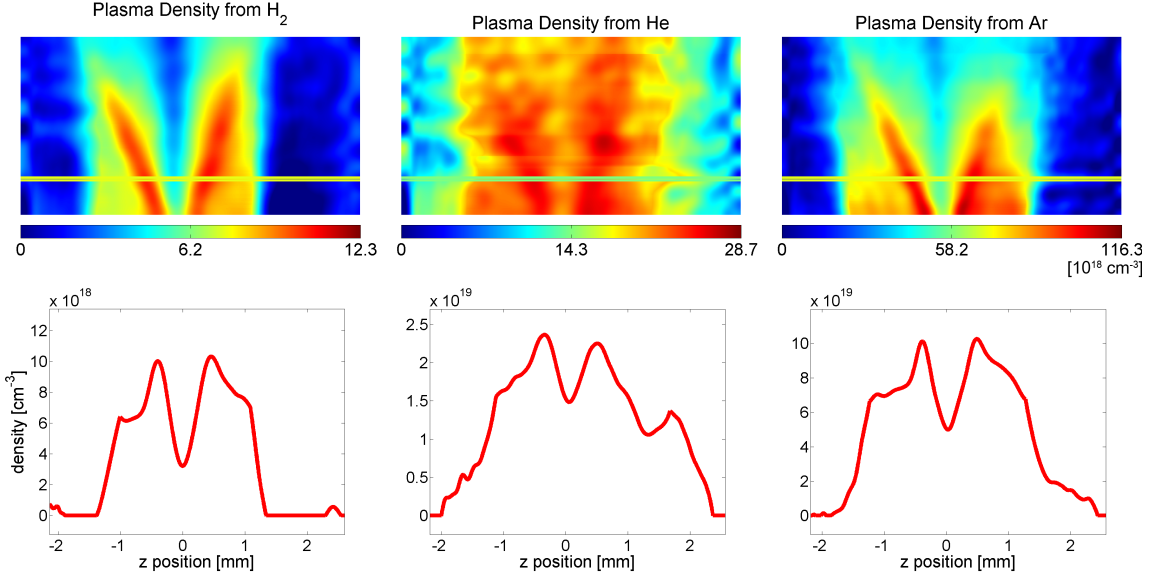 Plasma Density from H2
Plasma Density from He
Plasma Density from Ar
0 6.2 12.3
0 14.3 28.7
0 58.2 116.3
[10^18 cm^-3]
x 10^18
12
10
8
6
4
2
0
-2 -1 0 1 2
z position [mm]
density [cm^-3]
x 10^19
2.5
2
1.5
1
0.5
0
-2 -1 0 1 2
z position [mm]
x 10^19
10
8
6
4
2
0
-2 -1 0 1 2
z position [mm]